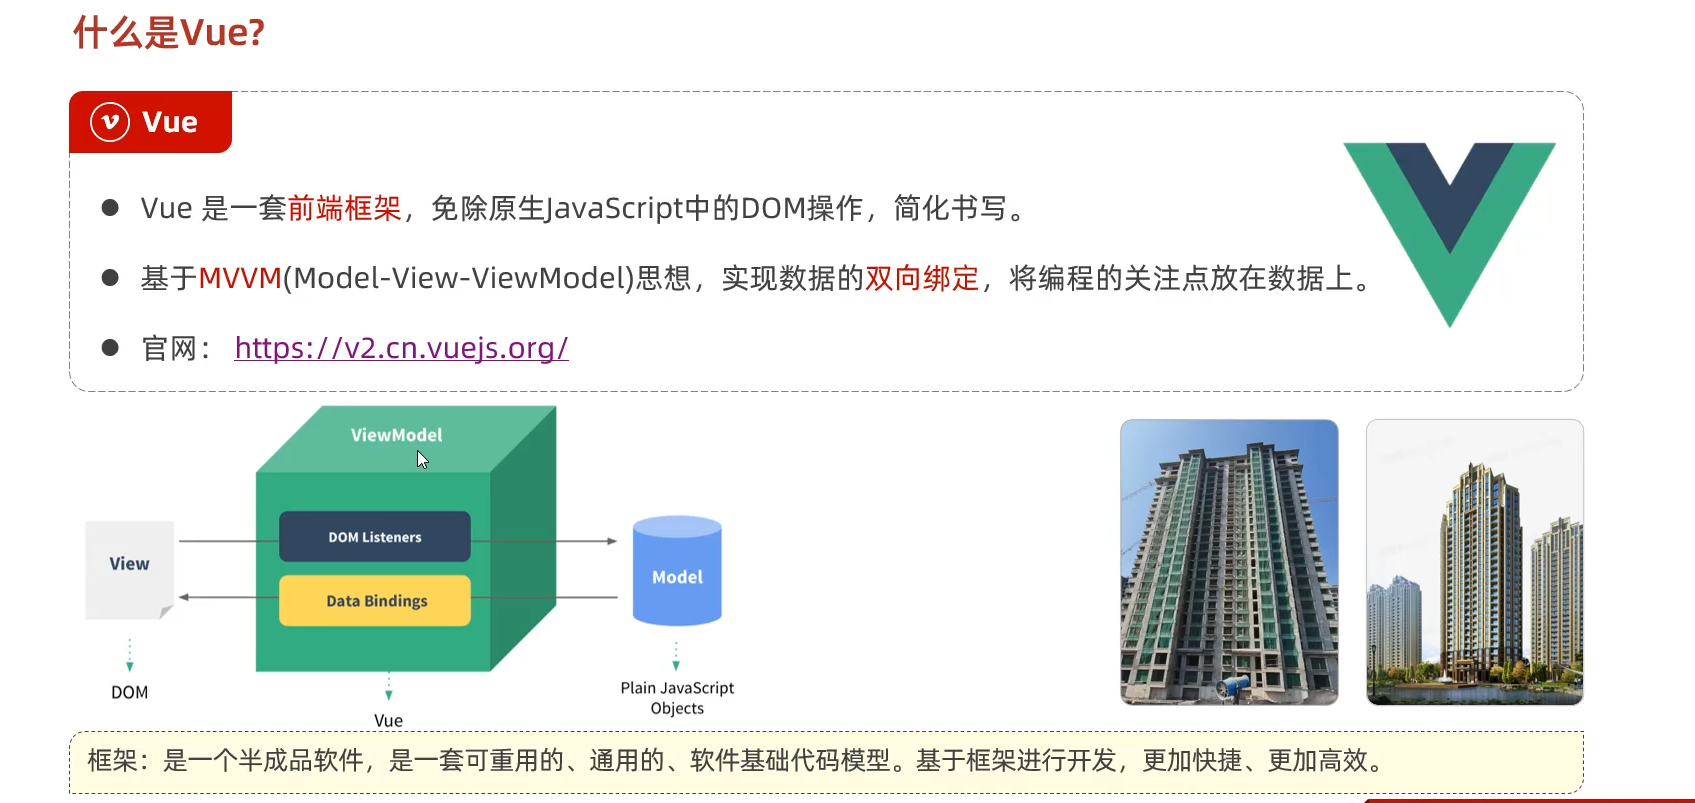 什么是Vue?
Vue
Vue 是一套前端框架，免除原生JavaScript中的DOM操作，简化书写。
基于MVVM(Model-View-ViewModel)思想，实现数据的双向绑定，将编程的关注点放在数据上。
官网： https://v2.cn.vuejs.org/
ViewModel
DOM Listeners
View
Model
Data Bindings
DOM
Plain JavaScript
Objects
Vue
框架：是一个半成品软件，是一套可重用的、通用的、软件基础代码模型。基于框架进行开发，更加快捷、更加高效。